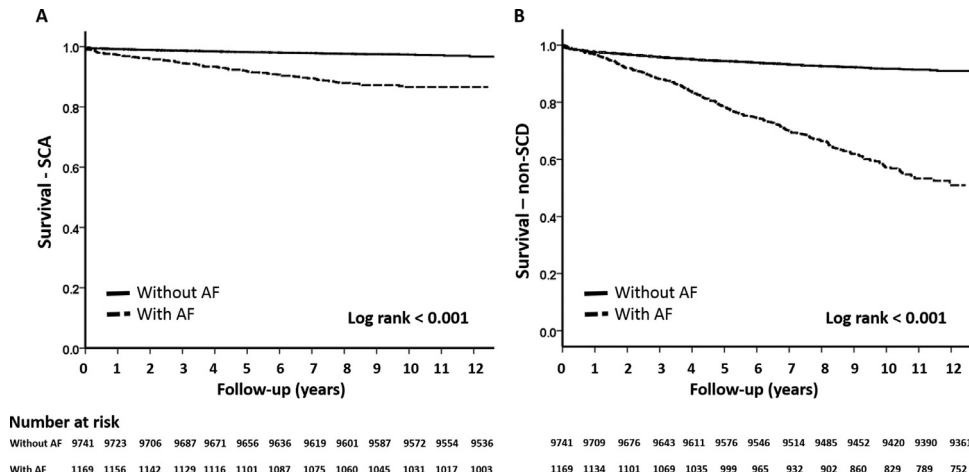 A
B
1.0
0.8
0.6
0.4
0.2
0.0
Survival - SCA
Without AF
With AF
Log rank < 0.001
0 1 2 3 4 5 6 7 8 9 10 11 12
Follow-up (years)
1.0
0.8
0.6
0.4
0.2
0.0
Survival – non-SCD
Without AF
With AF
Log rank < 0.001
0 1 2 3 4 5 6 7 8 9 10 11 12
Follow-up (years)
Number at risk
Without AF 9741 9723 9706 9687 9671 9656 9636 9619 9601 9587 9572 9554 9536 9741 9709 9676 9643 9611 9576 9546 9514 9485 9452 9420 9390 9361
With AF 1169 1156 1142 1129 1116 1101 1087 1075 1060 1045 1031 1017 1003 1169 1134 1101 1069 1035 999 965 932 902 860 829 789 752